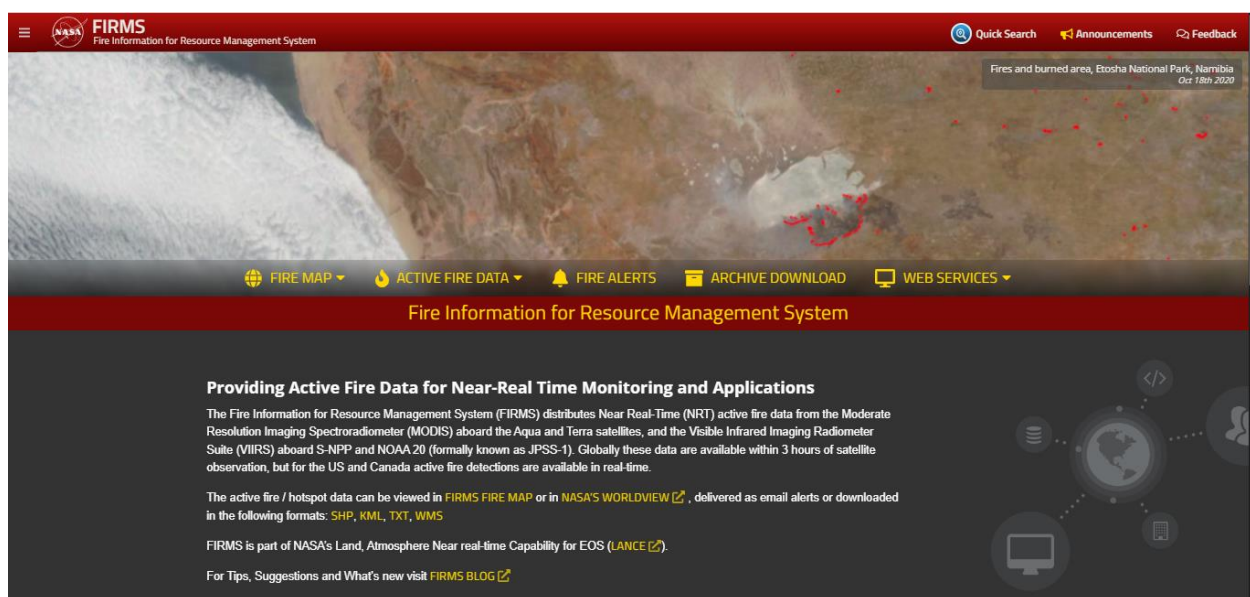 NASA
FIRMS
Fire Information for Resource Management System
Quick Search
Announcements
Feedback
Fires and burned area, Etosha National Park, Namibia
Oct 18th 2020
FIRE MAP
ACTIVE FIRE DATA
FIRE ALERTS
ARCHIVE DOWNLOAD
WEB SERVICES
Fire Information for Resource Management System
Providing Active Fire Data for Near-Real Time Monitoring and Applications
The Fire Information for Resource Management System (FIRMS) distributes Near Real-Time (NRT) active fire data from the Moderate
Resolution Imaging Spectroradiometer (MODIS) aboard the Aqua and Terra satellites, and the Visible Infrared Imaging Radiometer
Suite (VIIRS) aboard S-NPP and NOAA 20 (formally known as JPSS-1). Globally these data are available within 3 hours of satellite
observation, but for the US and Canada active fire detections are available in real-time.
The active fire / hotspot data can be viewed in FIRMS FIRE MAP or in NASA'S WORLDVIEW , delivered as email alerts or downloaded
in the following formats: SHP, KML, TXT, WMS
FIRMS is part of NASA's Land, Atmosphere Near real-time Capability for EOS (LANCE).
For Tips, Suggestions and What's new visit FIRMS BLOG
</>